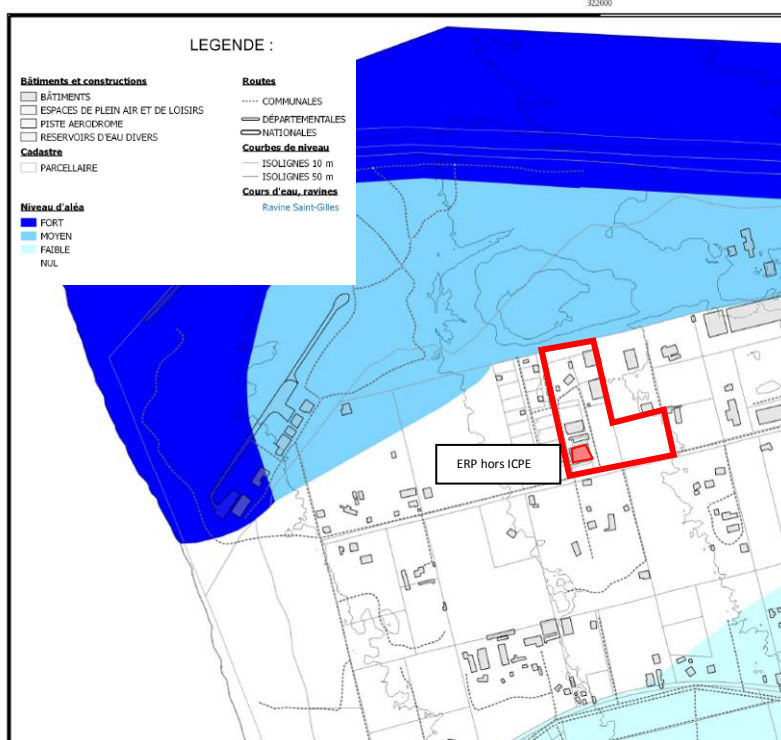 322000
LEGENDE :
Bâtiments et constructions
BÂTIMENTS
ESPACES DE PLEIN AIR ET DE LOISIRS
PISTE AERODROME
RESERVOIRS D'EAU DIVERS
Cadastre
PARCELLAIRE
Niveau d'aléa
FORT
MOYEN
FAIBLE
NUL
Routes
COMMUNALES
DÉPARTEMENTALES
NATIONALES
Courbes de niveau
ISOLIGNES 10 m
ISOLIGNES 50 m
Cours d'eau, ravines
Ravine Saint-Gilles
ERP hors ICPE